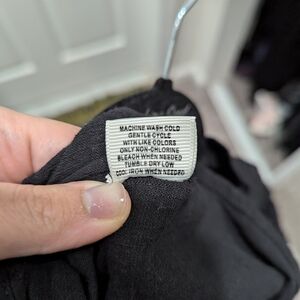 MACHINE WASH COLD
GENTLE CYCLE
WITH LIKE COLORS
ONLY NON-CHLORINE
BLEACH WHEN NEEDED
TUMBLE DRY LOW
COOL IRON WHEN NEEDED